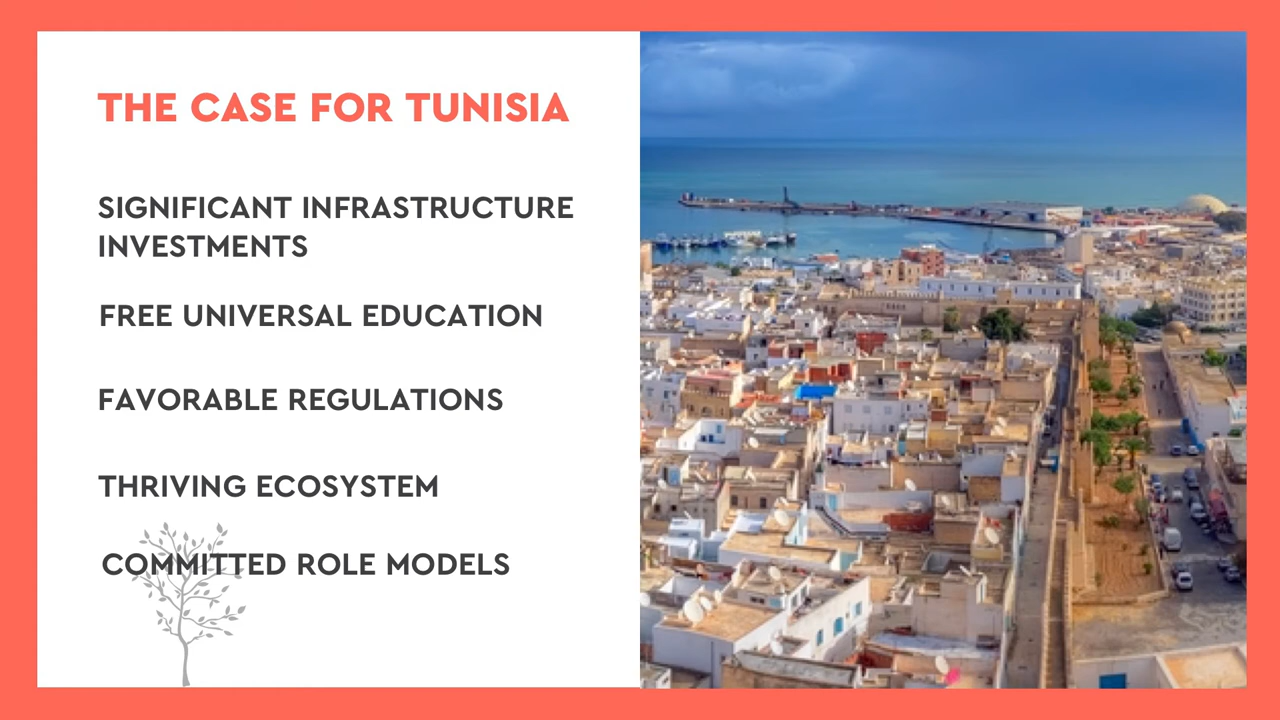 THE CASE FOR TUNISIA
SIGNIFICANT INFRASTRUCTURE
INVESTMENTS
FREE UNIVERSAL EDUCATION
FAVORABLE REGULATIONS
THRIVING ECOSYSTEM
COMMITTED ROLE MODELS